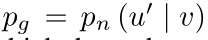 p_g = p_n (u′ | v)